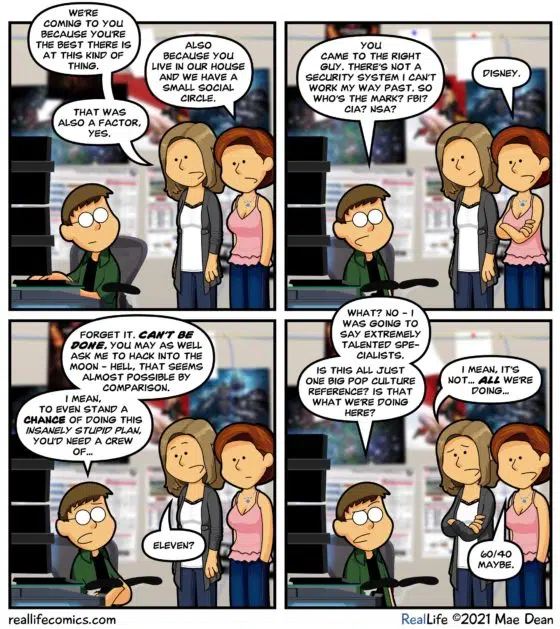 WE'RE
COMING TO YOU
BECAUSE YOU'RE
THE BEST THERE IS
AT THIS KIND OF
THING.
ALSO
BECAUSE YOU
LIVE IN OUR HOUSE
AND WE HAVE A
SMALL SOCIAL
CIRCLE.
THAT WAS
ALSO A FACTOR,
YES.
YOU
CAME TO THE RIGHT
GUY. THERE'S NOT A
SECURITY SYSTEM I CAN'T
WORK MY WAY PAST. SO
WHO'S THE MARK? FBI?
CIA? NSA?
DISNEY.
FORGET IT. CAN'T BE
DONE. YOU MAY AS WELL
ASK ME TO HACK INTO THE
MOON - HELL, THAT SEEMS
ALMOST POSSIBLE BY
COMPARISON.
I MEAN,
TO EVEN STAND A
CHANCE OF DOING THIS
INSANELY STUPID PLAN,
YOU'D NEED A CREW
OF...
ELEVEN?
WHAT? NO - I
WAS GOING TO
SAY EXTREMELY
TALENTED SPE-
CIALISTS.
IS THIS ALL JUST
ONE BIG POP CULTURE
REFERENCE? IS THAT
WHAT WE'RE DOING
HERE?
I MEAN, IT'S
NOT... ALL WE'RE
DOING...
60/40
MAYBE.
reallifecomics.com
RealLife ©2021 Mae Dean